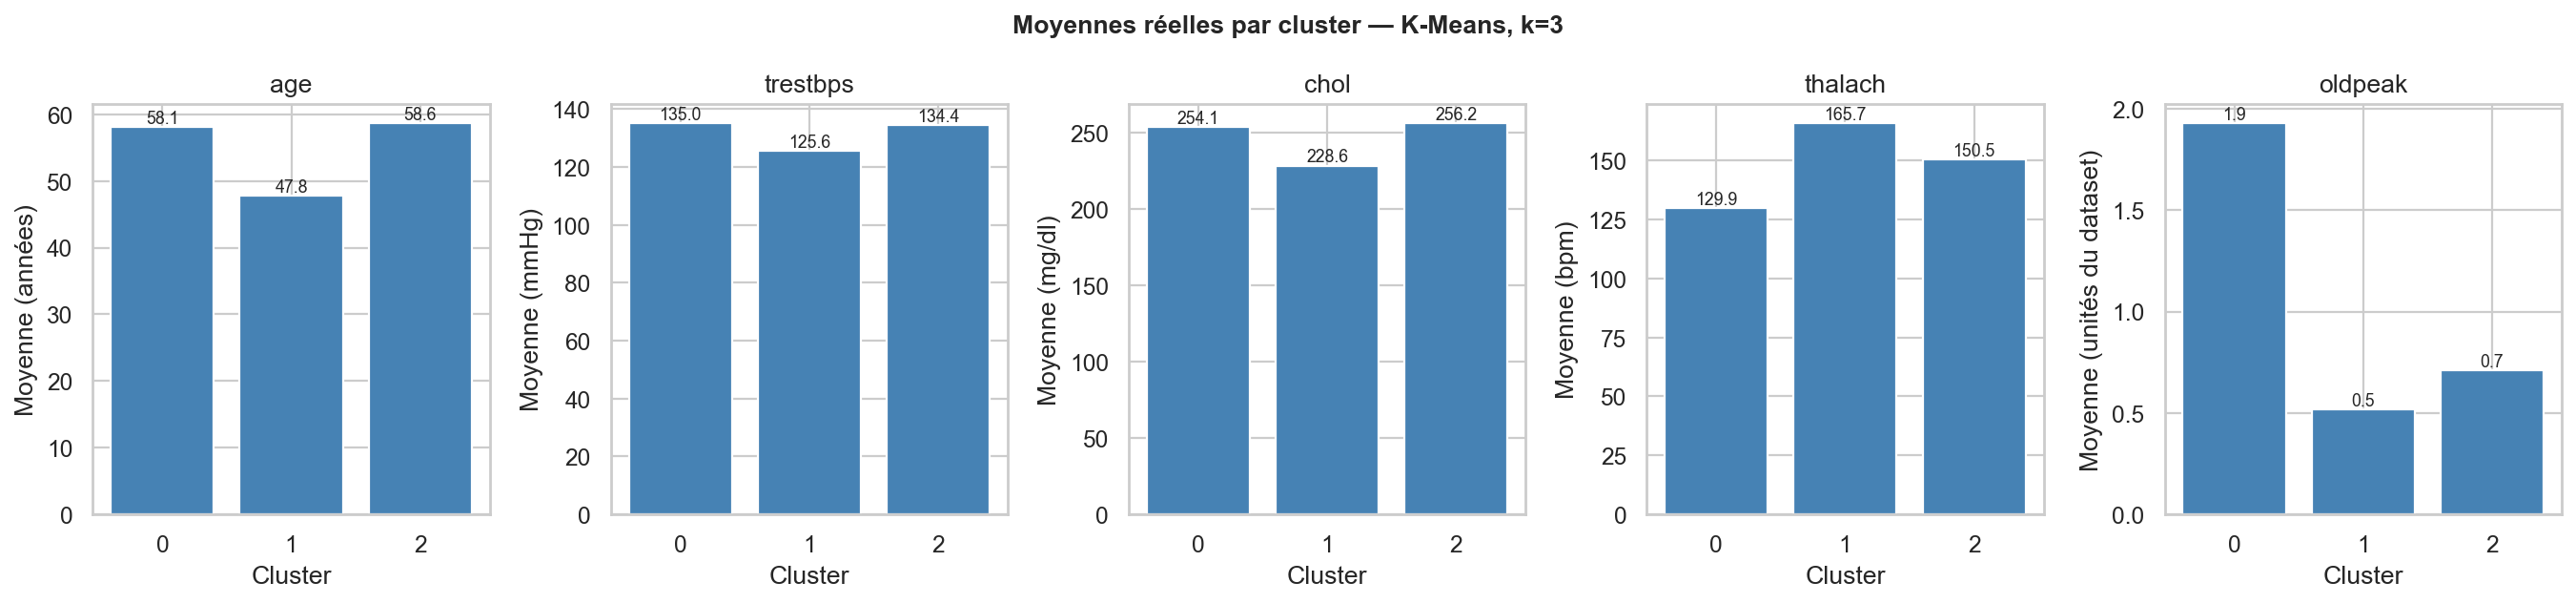 Moyennes réelles par cluster — K-Means, k=3
age
Moyenne (années)
60
50
40
30
20
10
0
58.1
47.8
58.6
0 1 2
Cluster
trestbps
Moyenne (mmHg)
140
120
100
80
60
40
20
0
135.0
125.6
134.4
0 1 2
Cluster
chol
Moyenne (mg/dl)
250
200
150
100
50
0
254.1
228.6
256.2
0 1 2
Cluster
thalach
Moyenne (bpm)
150
125
100
75
50
25
0
129.9
165.7
150.5
0 1 2
Cluster
oldpeak
Moyenne (unités du dataset)
2.0
1.5
1.0
0.5
0.0
1.9
0.5
0.7
0 1 2
Cluster